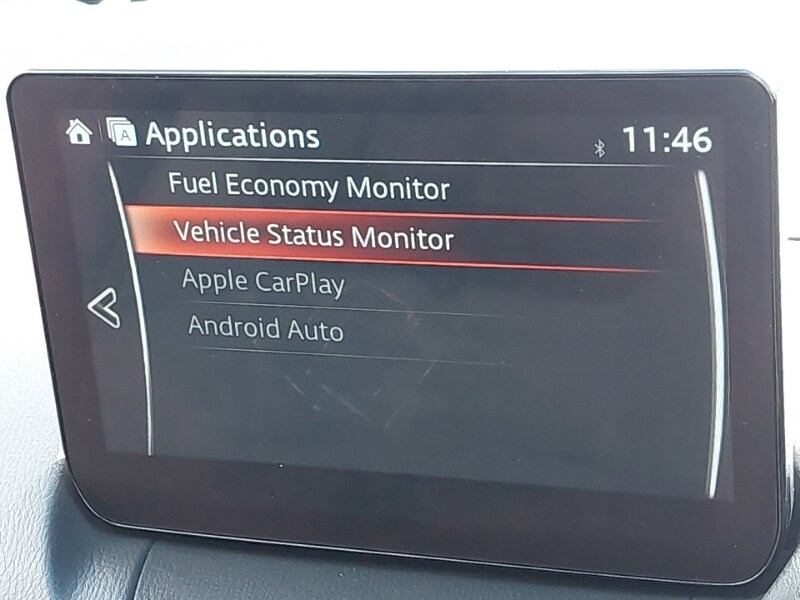 A Applications 11:46
Fuel Economy Monitor
Vehicle Status Monitor
Apple CarPlay
Android Auto